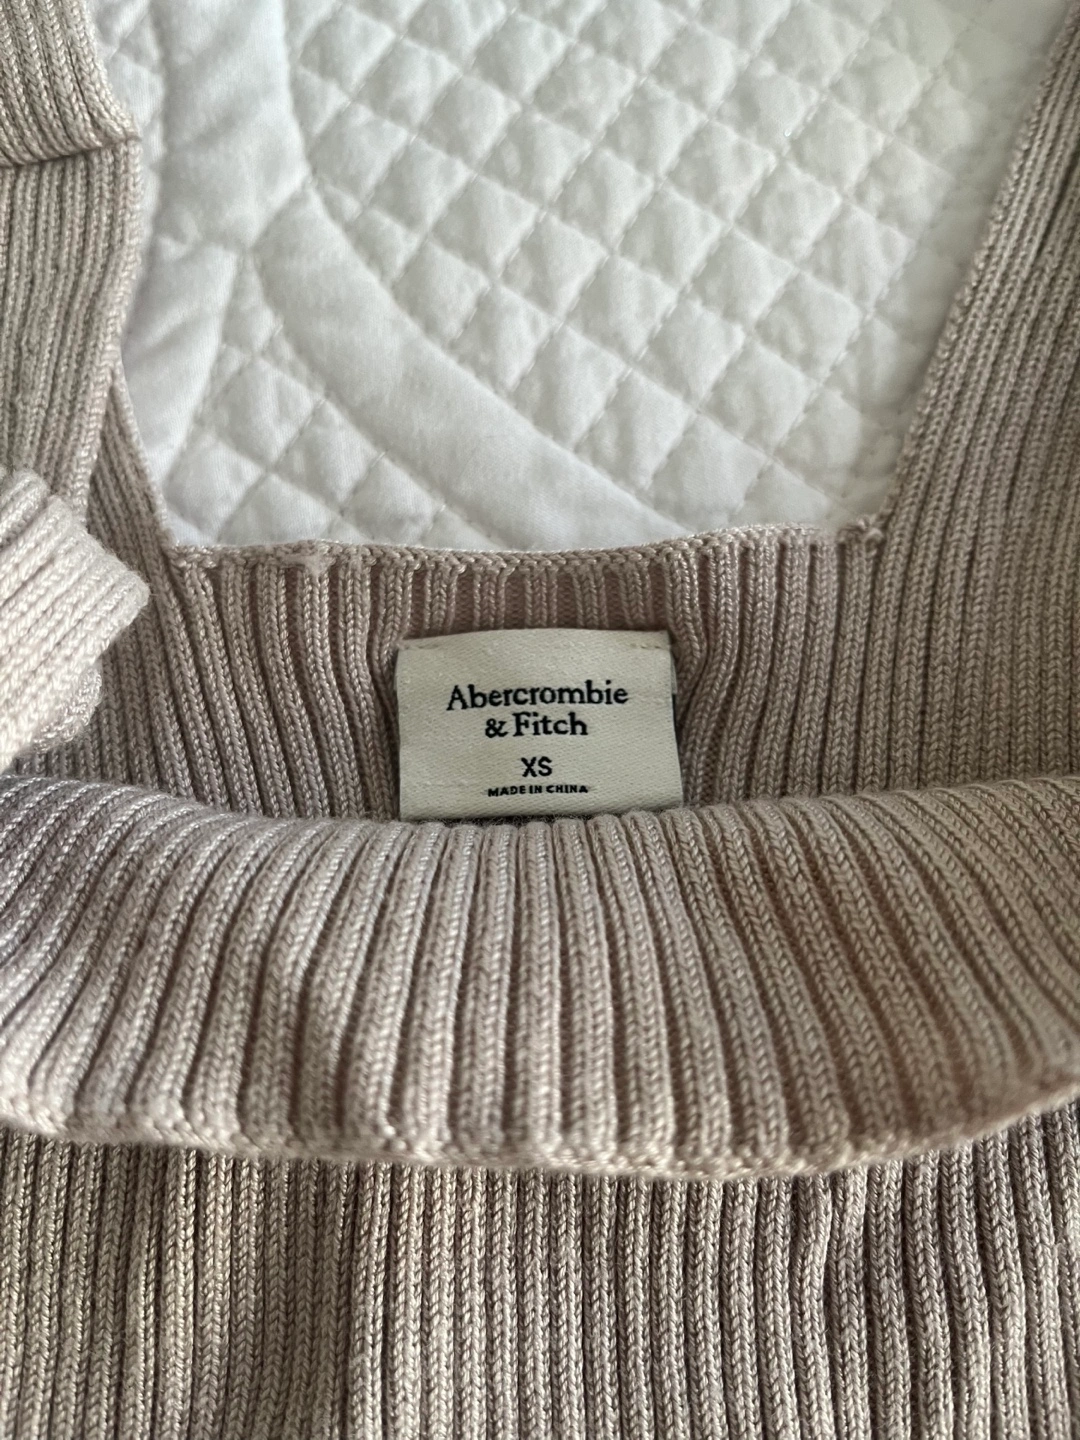 Abercrombie
& Fitch
XS
MADE IN CHINA